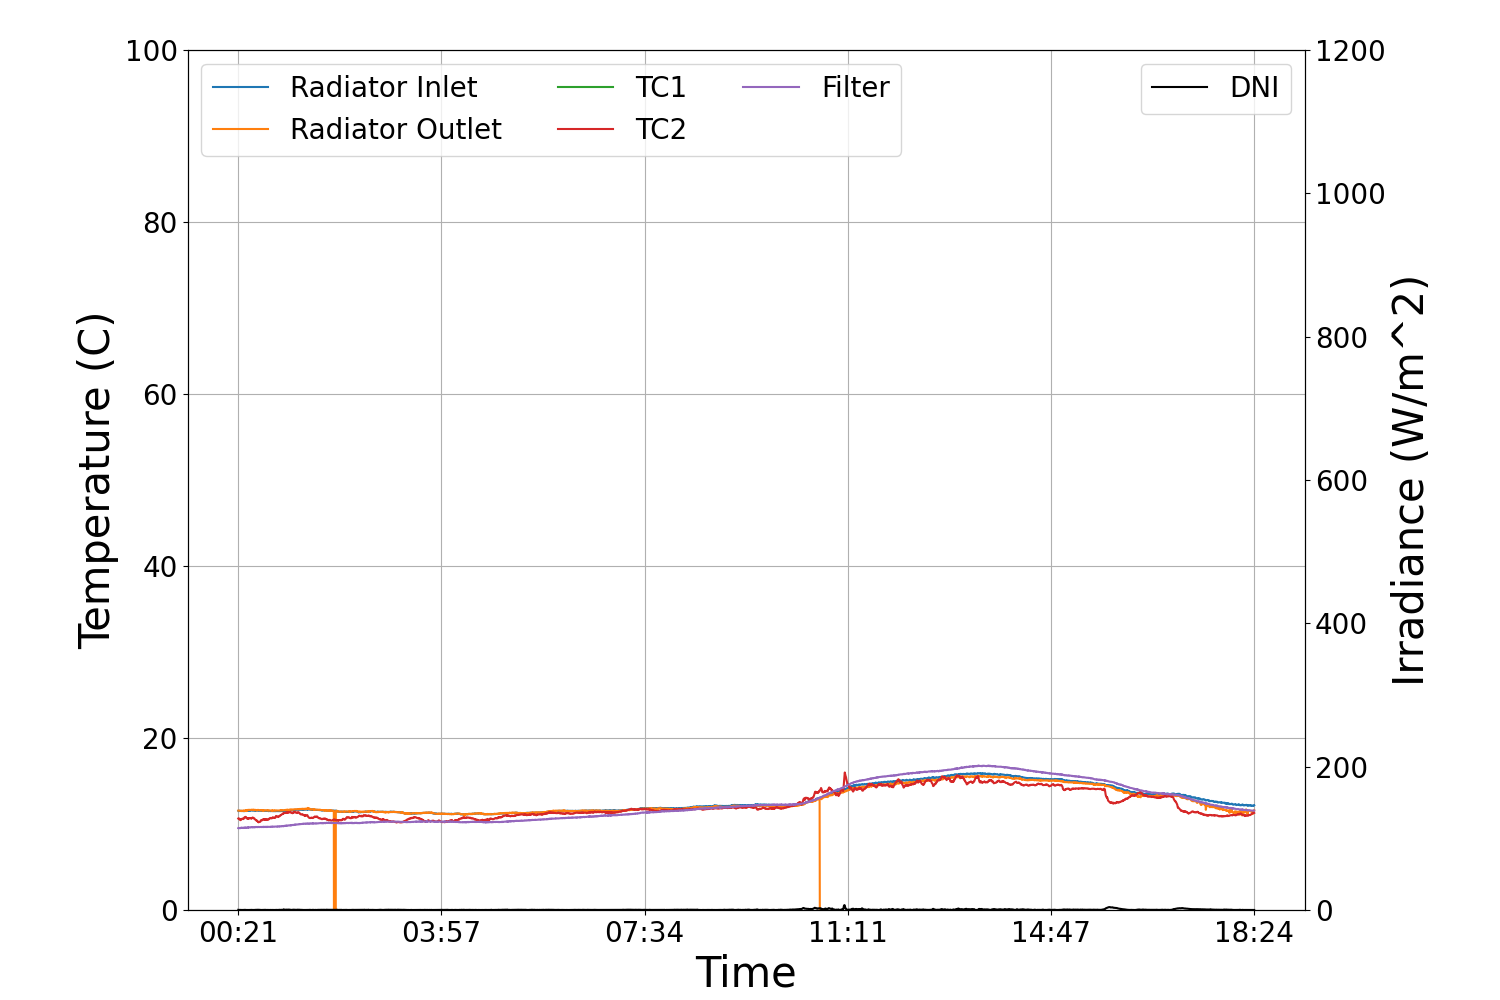 100
80
60
40
20
0
Temperature (C)
Radiator Inlet
Radiator Outlet
TC1
TC2
Filter
DNI
1200
1000
800
600
400
200
0
Irradiance (W/m^2)
00:21 03:57 07:34 11:11 14:47 18:24
Time